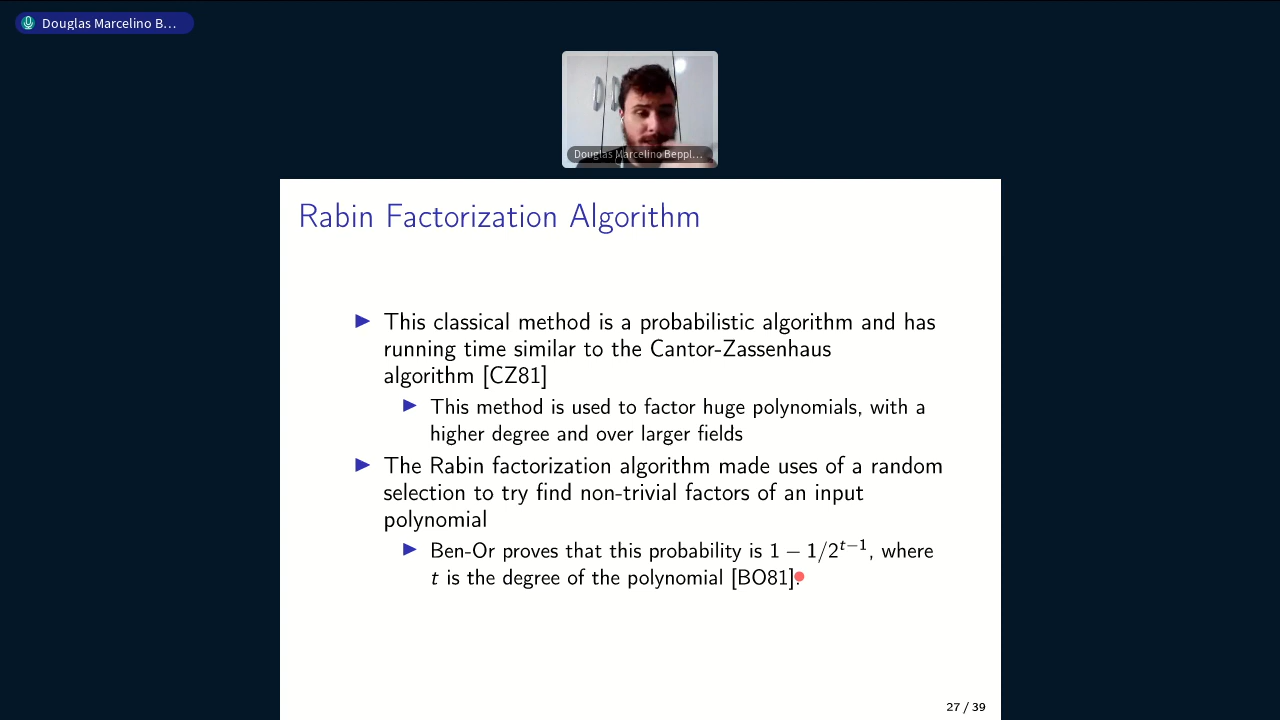 Douglas Marcelino B...
Douglas Marcelino Beppl...
Rabin Factorization Algorithm
▶ This classical method is a probabilistic algorithm and has
running time similar to the Cantor-Zassenhaus
algorithm [CZ81]
▶ This method is used to factor huge polynomials, with a
higher degree and over larger fields
▶ The Rabin factorization algorithm made uses of a random
selection to try find non-trivial factors of an input
polynomial
▶ Ben-Or proves that this probability is 1 − 1/2^{t−1}, where
t is the degree of the polynomial [BO81].
27 / 39